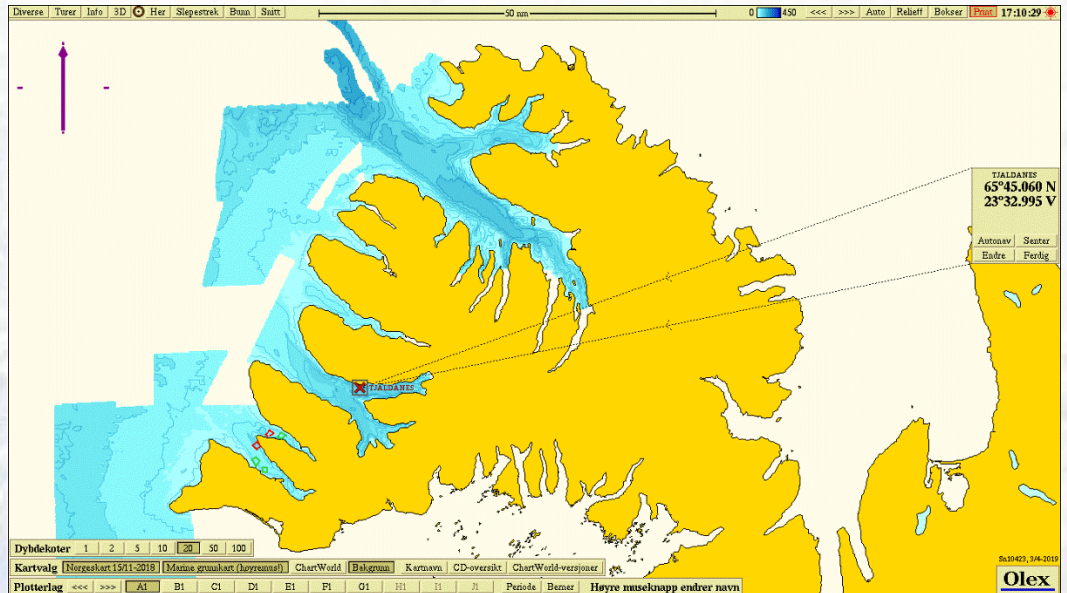 Diverse Turer Info 3D Her Slepestrek Bunn Snitt 50 nm 0 450 <<< >>> Auto Relieff Bokser Print 17:10:29
TJALDANES
65°45.060 N
23°32.995 V
Autonav Senter
Endre Ferdig
TJALDANES
Dybdekoter 1 2 5 10 20 50 100
Kartvalg Norgeskart 15/11-2018 Marine grunnkart (høyremus!) ChartWorld Bakgrunn Kartnavn CD-oversikt ChartWorld-versjoner
Sn10423, 3/4-2019
Plotterlag <<< >>> A1 B1 C1 D1 E1 F1 G1 H1 I1 J1 Periode Bemer Høyre museknapp endrer navn
Olex